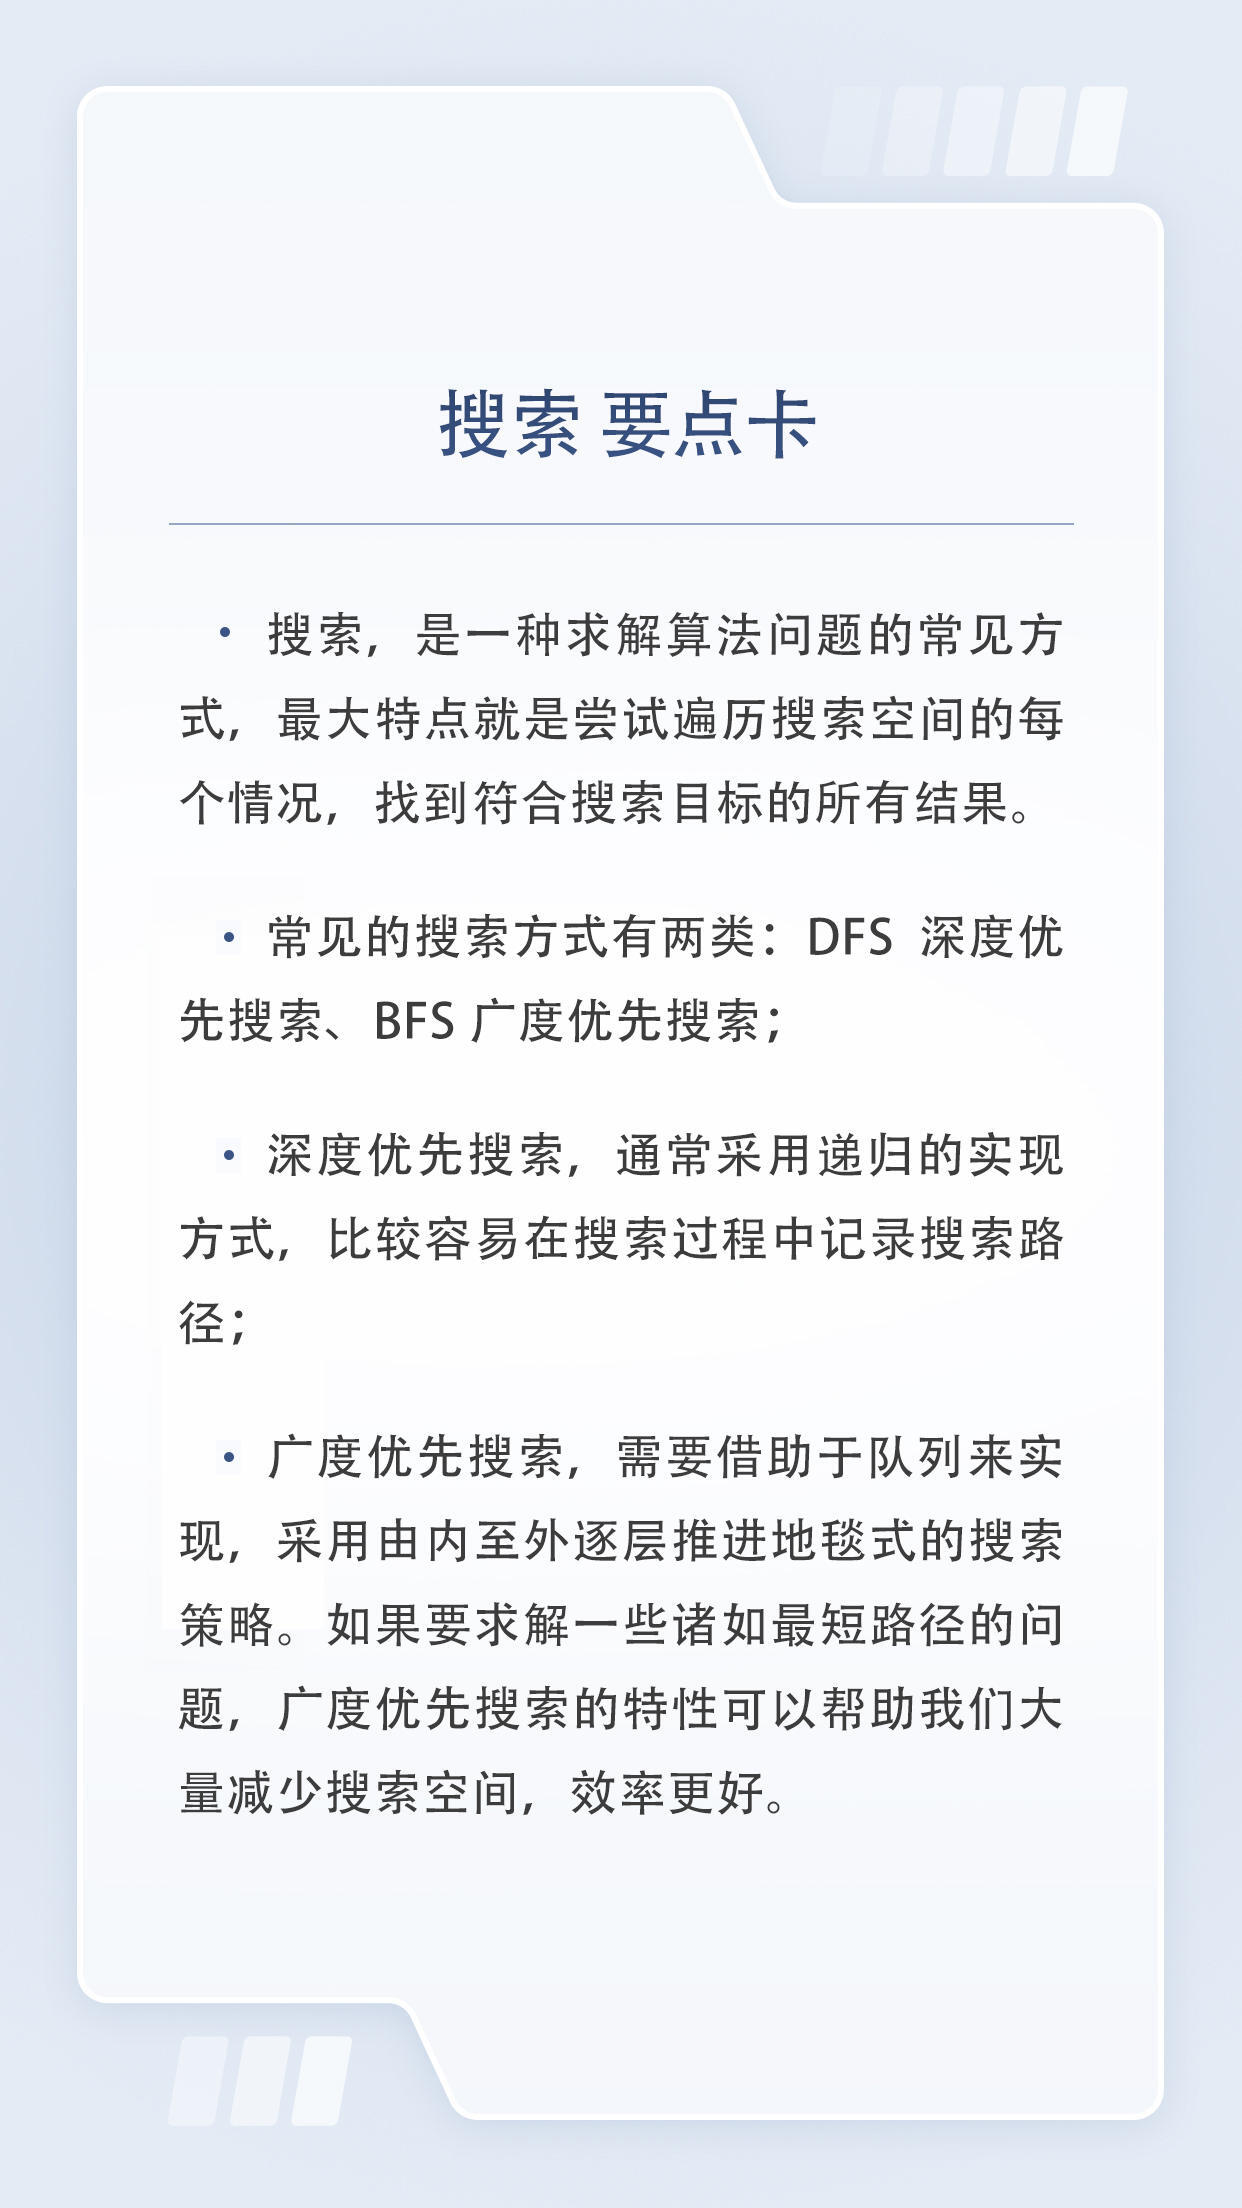 搜索 要点卡
• 搜索，是一种求解算法问题的常见方
式，最大特点就是尝试遍历搜索空间的每
个情况，找到符合搜索目标的所有结果。
• 常见的搜索方式有两类：DFS 深度优
先搜索、BFS 广度优先搜索；
• 深度优先搜索，通常采用递归的实现
方式，比较容易在搜索过程中记录搜索路
径；
• 广度优先搜索，需要借助于队列来实
现，采用由内至外逐层推进地毯式的搜索
策略。如果要求解一些诸如最短路径的问
题，广度优先搜索的特性可以帮助我们大
量减少搜索空间，效率更好。